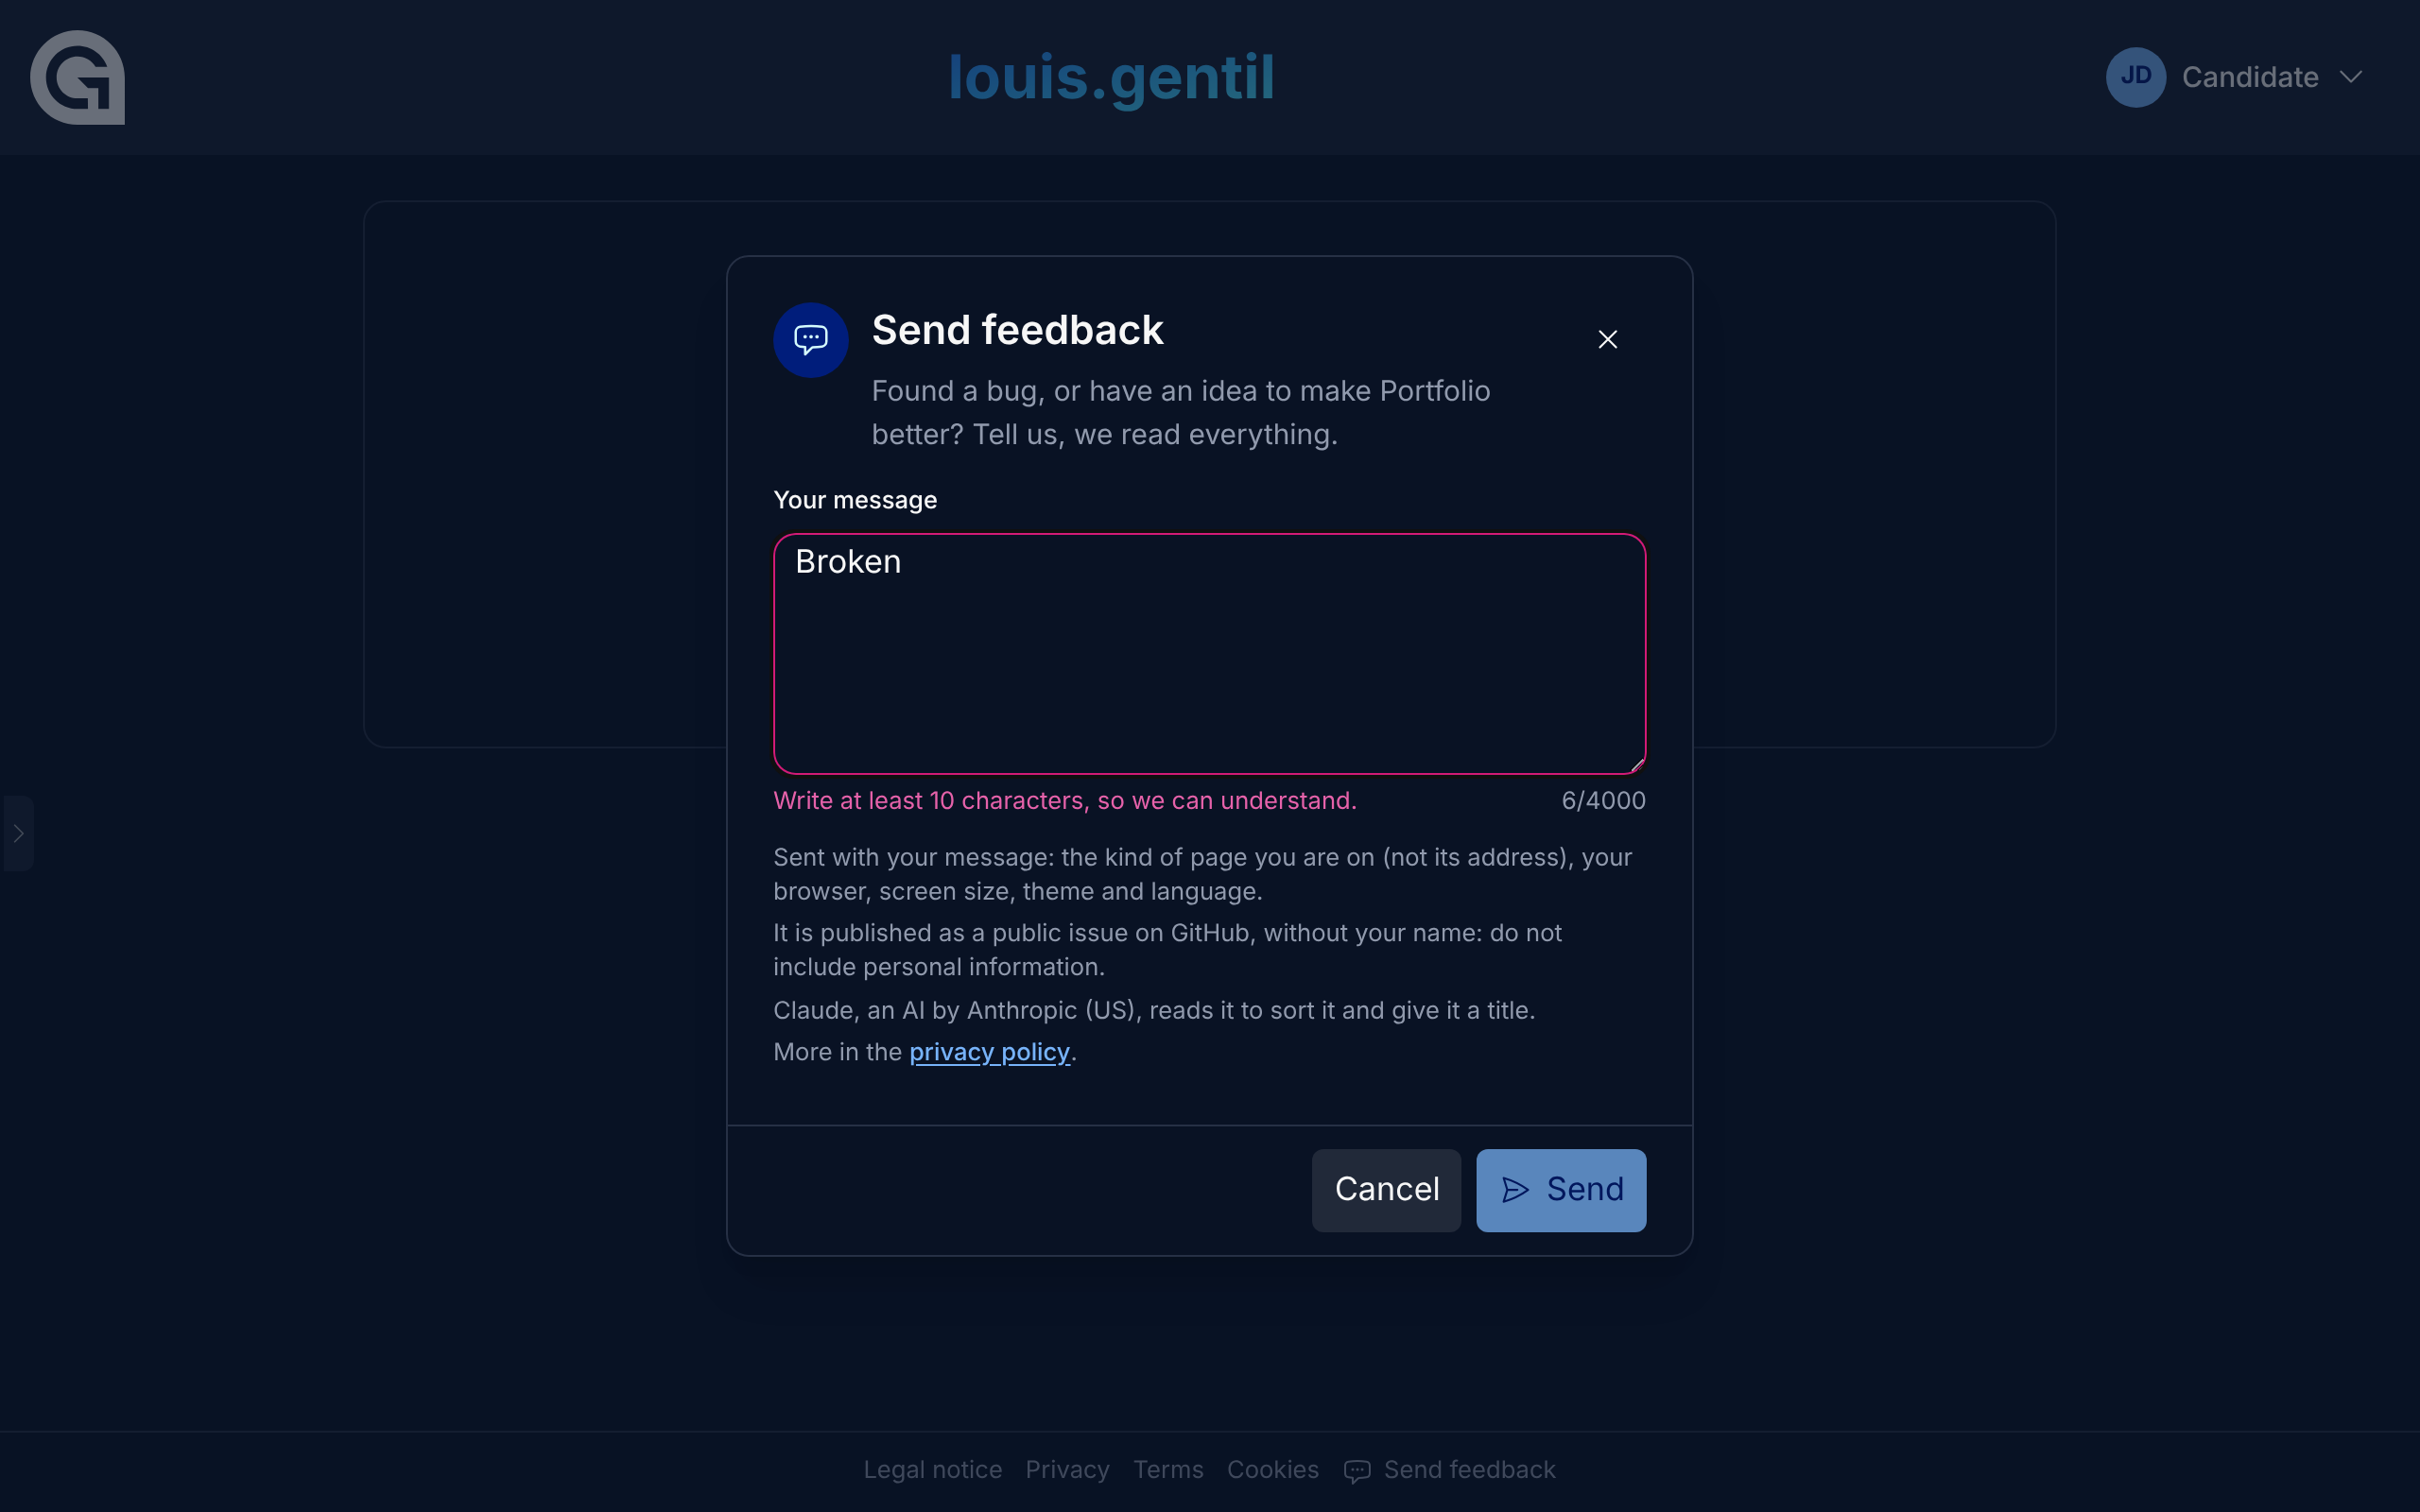 louis.gentil
JD Candidate
Send feedback
Found a bug, or have an idea to make Portfolio
better? Tell us, we read everything.
Your message
Broken
Write at least 10 characters, so we can understand. 6/4000
Sent with your message: the kind of page you are on (not its address), your
browser, screen size, theme and language.
It is published as a public issue on GitHub, without your name: do not
include personal information.
Claude, an AI by Anthropic (US), reads it to sort it and give it a title.
More in the privacy policy.
Cancel Send
Legal notice Privacy Terms Cookies Send feedback